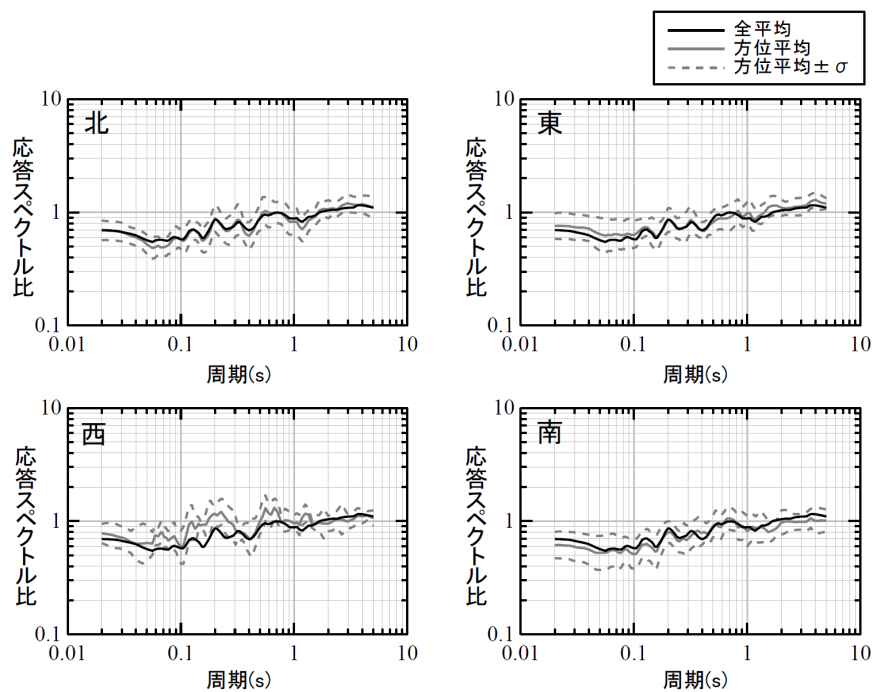 全平均
方位平均
方位平均±σ
北
応答スペクトル比
10
1
0.1
0.01 0.1 1 10
周期(s)
東
応答スペクトル比
10
1
0.1
0.01 0.1 1 10
周期(s)
西
応答スペクトル比
10
1
0.1
0.01 0.1 1 10
周期(s)
南
応答スペクトル比
10
1
0.1
0.01 0.1 1 10
周期(s)